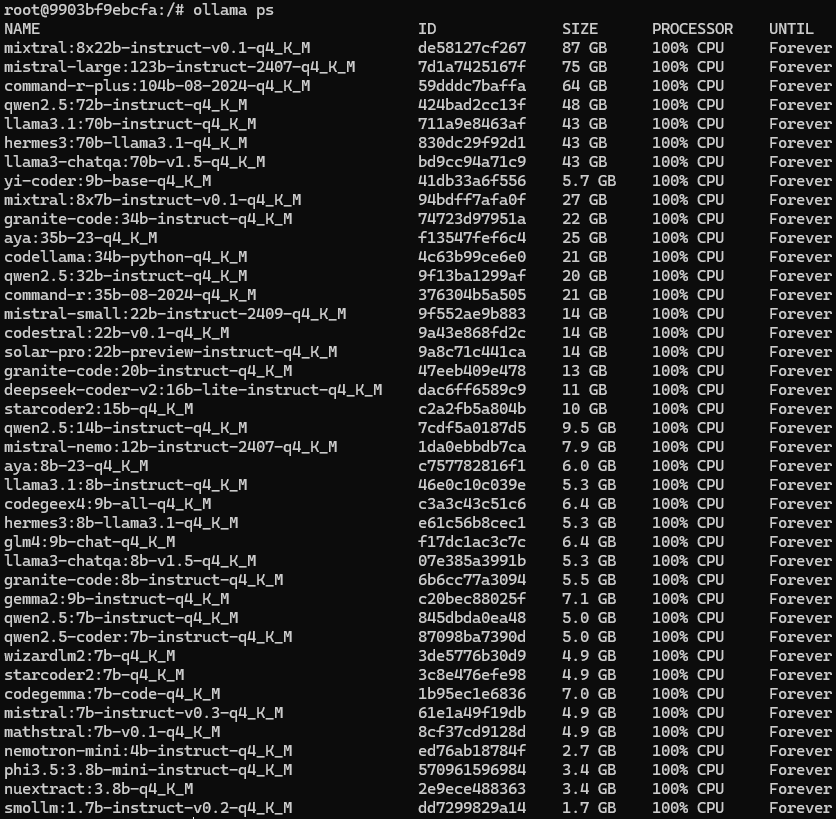 root@9903bf9ebcfa:/# ollama ps
NAME ID SIZE PROCESSOR UNTIL
mixtral:8x22b-instruct-v0.1-q4_K_M de58127cf267 87 GB 100% CPU Forever
mistral-large:123b-instruct-2407-q4_K_M 7d1a7425167f 75 GB 100% CPU Forever
command-r-plus:104b-08-2024-q4_K_M 59dddc7baffa 64 GB 100% CPU Forever
qwen2.5:72b-instruct-q4_K_M 424bad2cc13f 48 GB 100% CPU Forever
llama3.1:70b-instruct-q4_K_M 711a9e8463af 43 GB 100% CPU Forever
hermes3:70b-llama3.1-q4_K_M 830dc29f92d1 43 GB 100% CPU Forever
llama3-chatqa:70b-v1.5-q4_K_M bd9cc94a71c9 43 GB 100% CPU Forever
yi-coder:9b-base-q4_K_M 41db33a6f556 5.7 GB 100% CPU Forever
mixtral:8x7b-instruct-v0.1-q4_K_M 94bdff7afa0f 27 GB 100% CPU Forever
granite-code:34b-instruct-q4_K_M 74723d97951a 22 GB 100% CPU Forever
aya:35b-23-q4_K_M f13547fef6c4 25 GB 100% CPU Forever
codellama:34b-python-q4_K_M 4c63b99ce6e0 21 GB 100% CPU Forever
qwen2.5:32b-instruct-q4_K_M 9f13ba1299af 20 GB 100% CPU Forever
command-r:35b-08-2024-q4_K_M 376304b5a505 21 GB 100% CPU Forever
mistral-small:22b-instruct-2409-q4_K_M 9f552ae9b883 14 GB 100% CPU Forever
codestral:22b-v0.1-q4_K_M 9a43e868fd2c 14 GB 100% CPU Forever
solar-pro:22b-preview-instruct-q4_K_M 9a8c71c441ca 14 GB 100% CPU Forever
granite-code:20b-instruct-q4_K_M 47eeb409e478 13 GB 100% CPU Forever
deepseek-coder-v2:16b-lite-instruct-q4_K_M dac6ff6589c9 11 GB 100% CPU Forever
starcoder2:15b-q4_K_M c2a2fb5a804b 10 GB 100% CPU Forever
qwen2.5:14b-instruct-q4_K_M 7cdf5a0187d5 9.5 GB 100% CPU Forever
mistral-nemo:12b-instruct-2407-q4_K_M 1da0ebbdb7ca 7.9 GB 100% CPU Forever
aya:8b-23-q4_K_M c757782816f1 6.0 GB 100% CPU Forever
llama3.1:8b-instruct-q4_K_M 46e0c10c039e 5.3 GB 100% CPU Forever
codegeex4:9b-all-q4_K_M c3a3c43c51c6 6.4 GB 100% CPU Forever
hermes3:8b-llama3.1-q4_K_M e61c56b8cec1 5.3 GB 100% CPU Forever
glm4:9b-chat-q4_K_M f17dc1ac3c7c 6.4 GB 100% CPU Forever
llama3-chatqa:8b-v1.5-q4_K_M 07e385a3991b 5.3 GB 100% CPU Forever
granite-code:8b-instruct-q4_K_M 6b6cc77a3094 5.5 GB 100% CPU Forever
gemma2:9b-instruct-q4_K_M c20bec88025f 7.1 GB 100% CPU Forever
qwen2.5:7b-instruct-q4_K_M 845dbda0ea48 5.0 GB 100% CPU Forever
qwen2.5-coder:7b-instruct-q4_K_M 87098ba7390d 5.0 GB 100% CPU Forever
wizardlm2:7b-q4_K_M 3de5776b30d9 4.9 GB 100% CPU Forever
starcoder2:7b-q4_K_M 3c8e476efe98 4.9 GB 100% CPU Forever
codegemma:7b-code-q4_K_M 1b95ec1e6836 7.0 GB 100% CPU Forever
mistral:7b-instruct-v0.3-q4_K_M 61e1a49f19db 4.9 GB 100% CPU Forever
mathstral:7b-v0.1-q4_K_M 8cf37cd9128d 4.9 GB 100% CPU Forever
nemotron-mini:4b-instruct-q4_K_M ed76ab18784f 2.7 GB 100% CPU Forever
phi3.5:3.8b-mini-instruct-q4_K_M 570961596984 3.4 GB 100% CPU Forever
nuextract:3.8b-q4_K_M 2e9ece488363 3.4 GB 100% CPU Forever
smollm:1.7b-instruct-v0.2-q4_K_M dd7299829a14 1.7 GB 100% CPU Forever